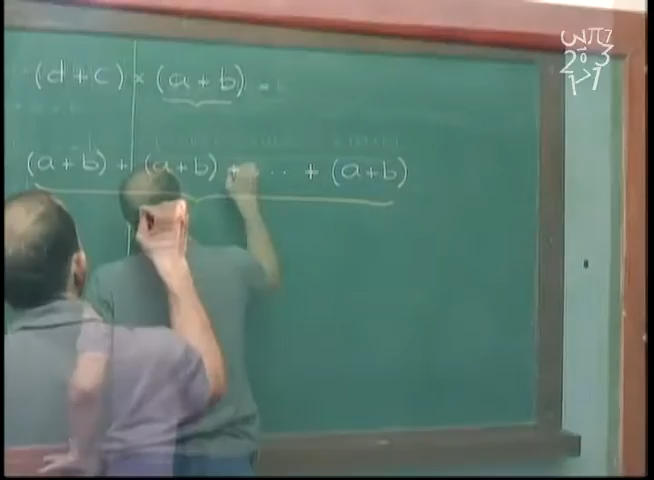 (d+c) × (a+b) =
(a+b) + (a+b) + ... + (a+b)